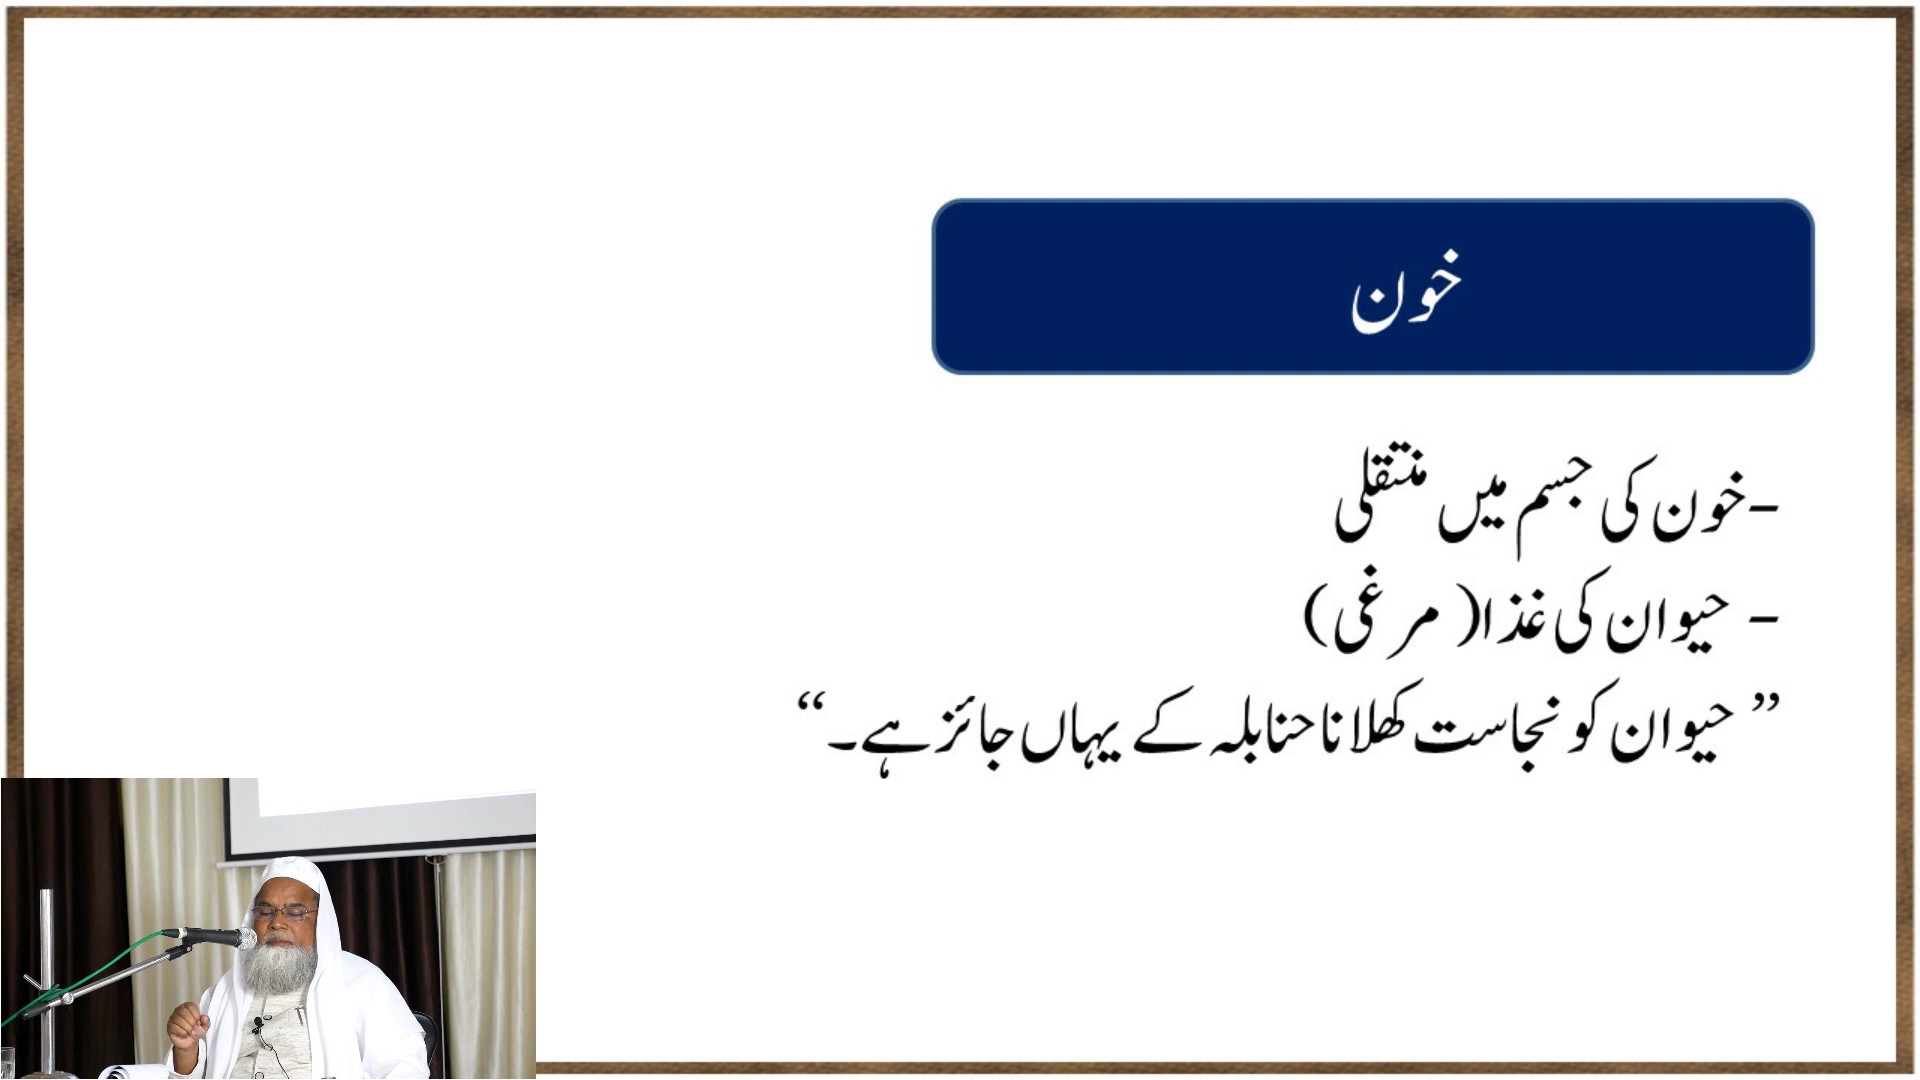 خون
-خون کی جسم میں منتقلی
- حیوان کی غذا( مرغی)
” حیوان کو نجاست کھلانا حنابلہ کے یہاں جائز ہے۔“